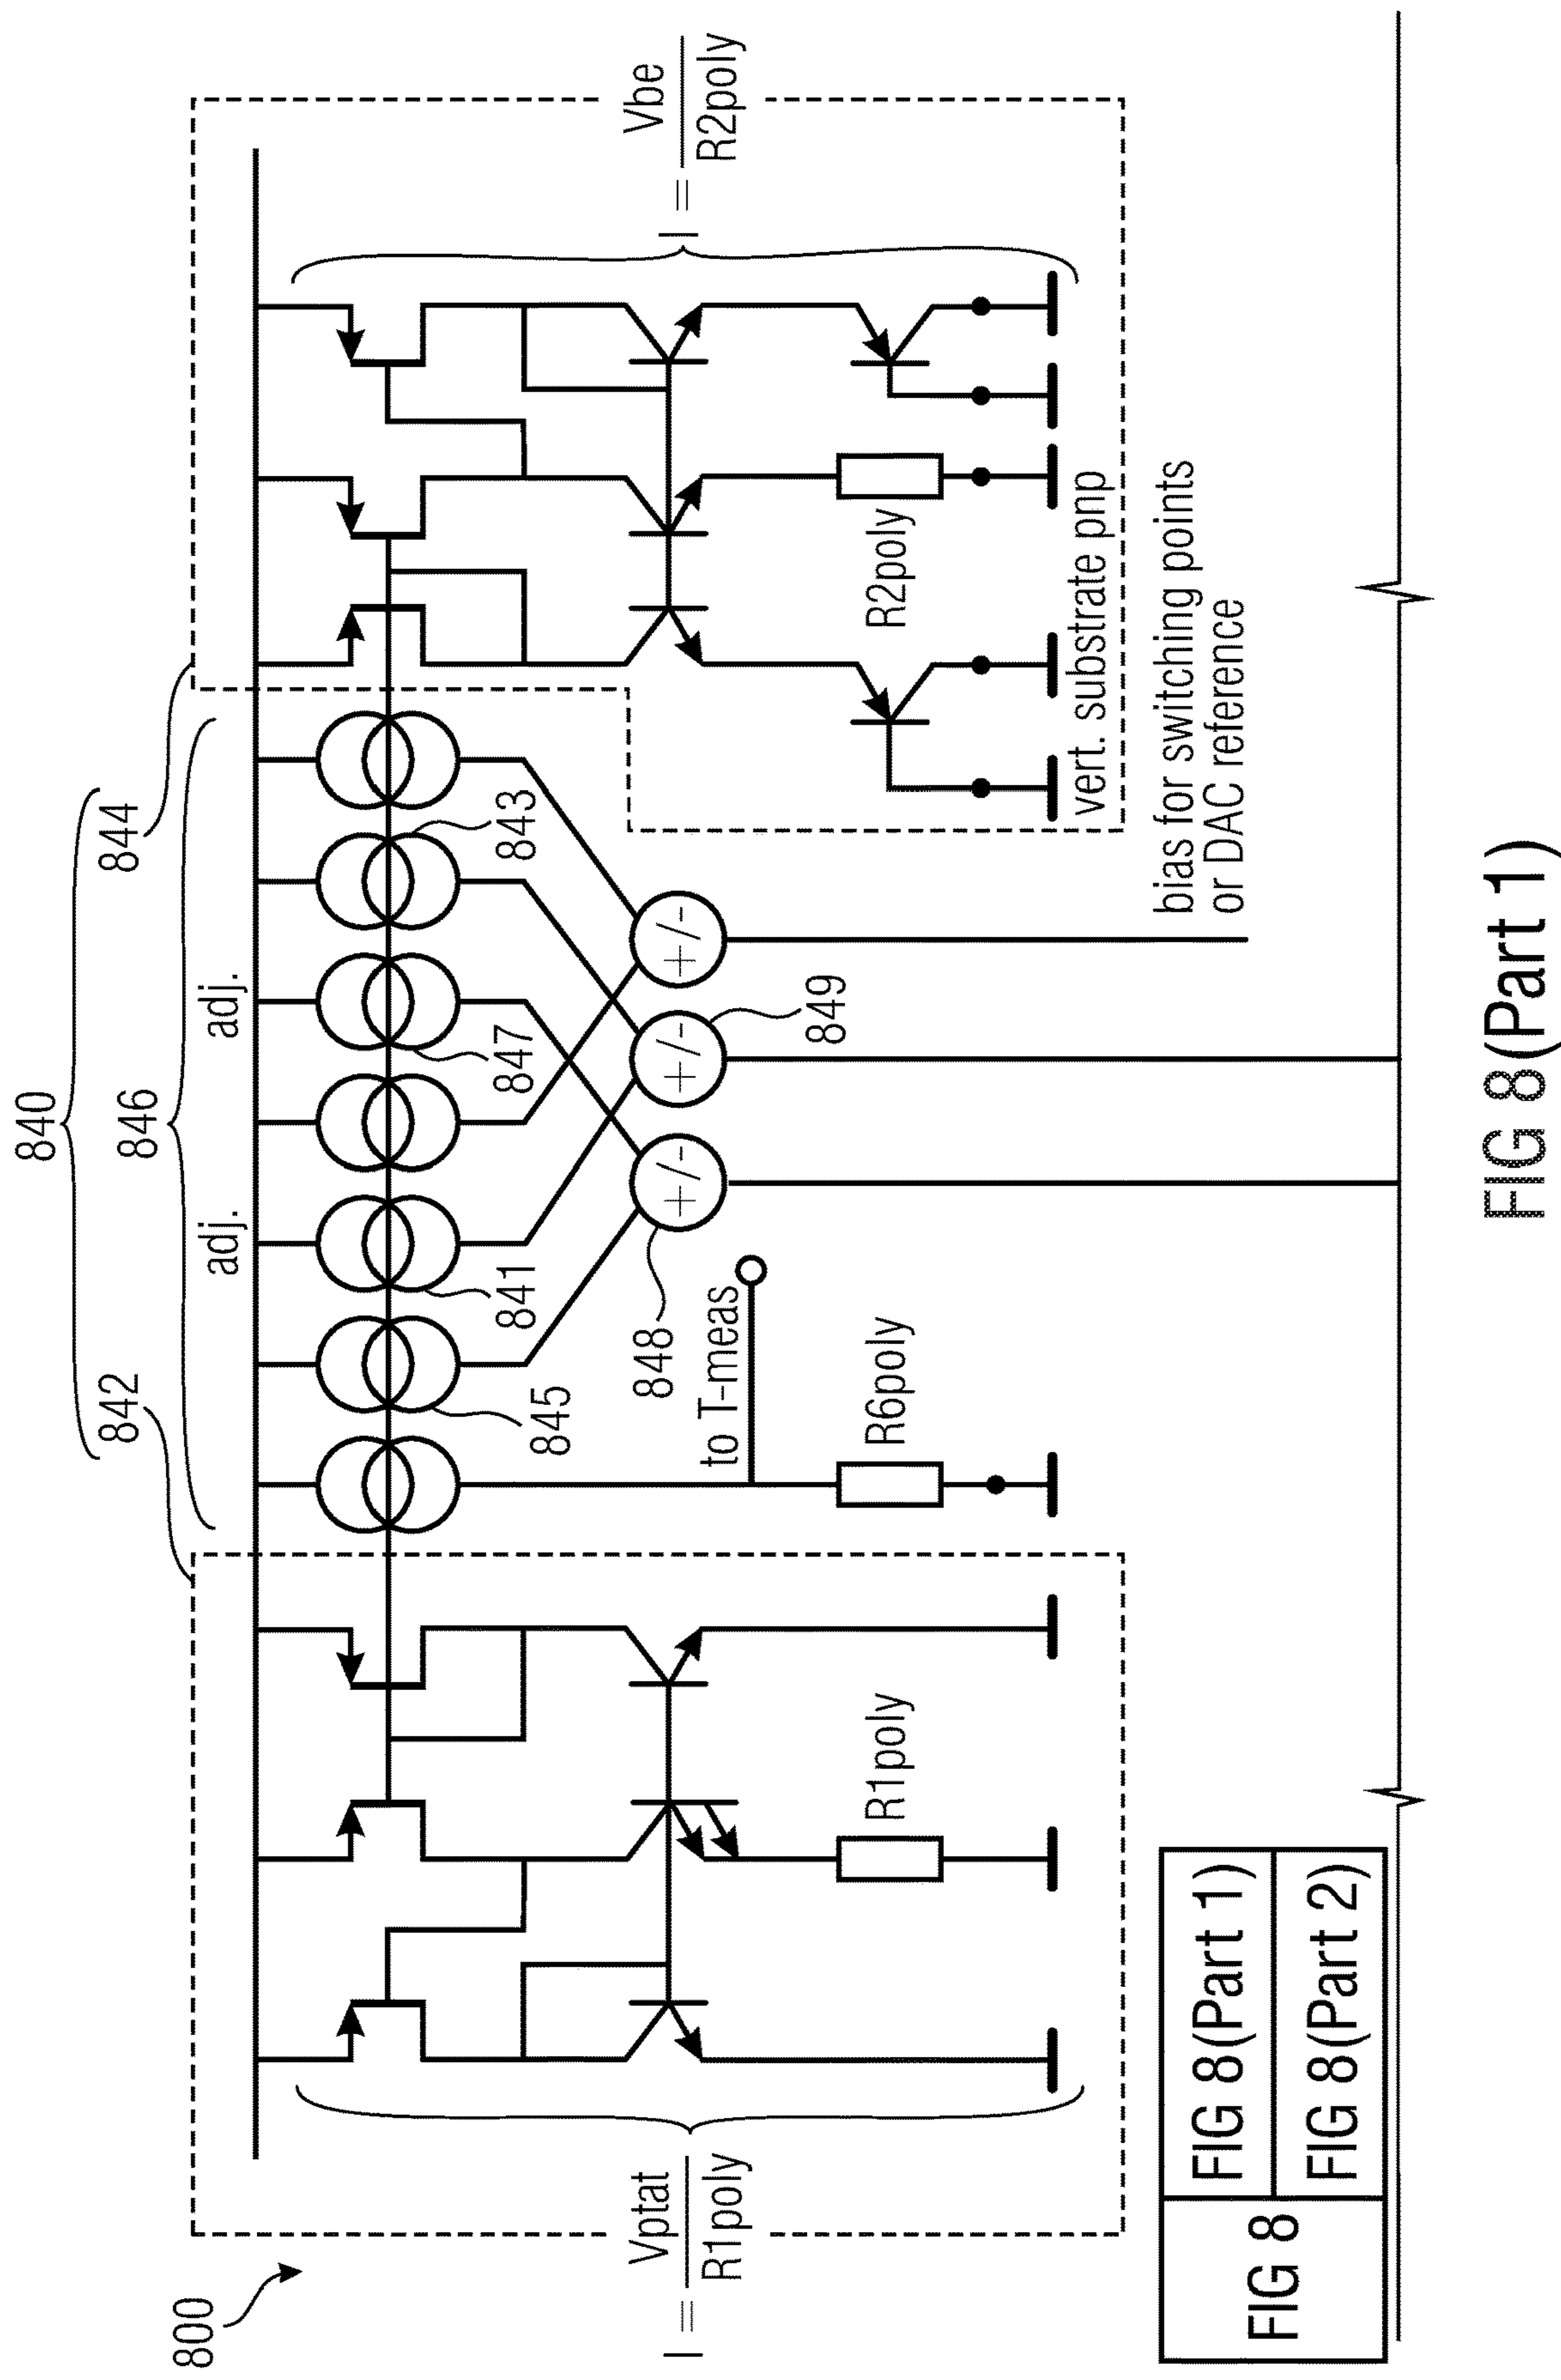 800
840
842
846
844
adj.
adj.
845
841
847
843
848
849
+/-
+/-
+/-
I = Vptat
R1poly
R1poly
to T-meas
R6poly
R2poly
vert. substrate pnp
I = Vbe
R2poly
bias for switching points
or DAC reference
FIG 8
FIG 8(Part 1)
FIG 8(Part 2)
FIG 8(Part 1)